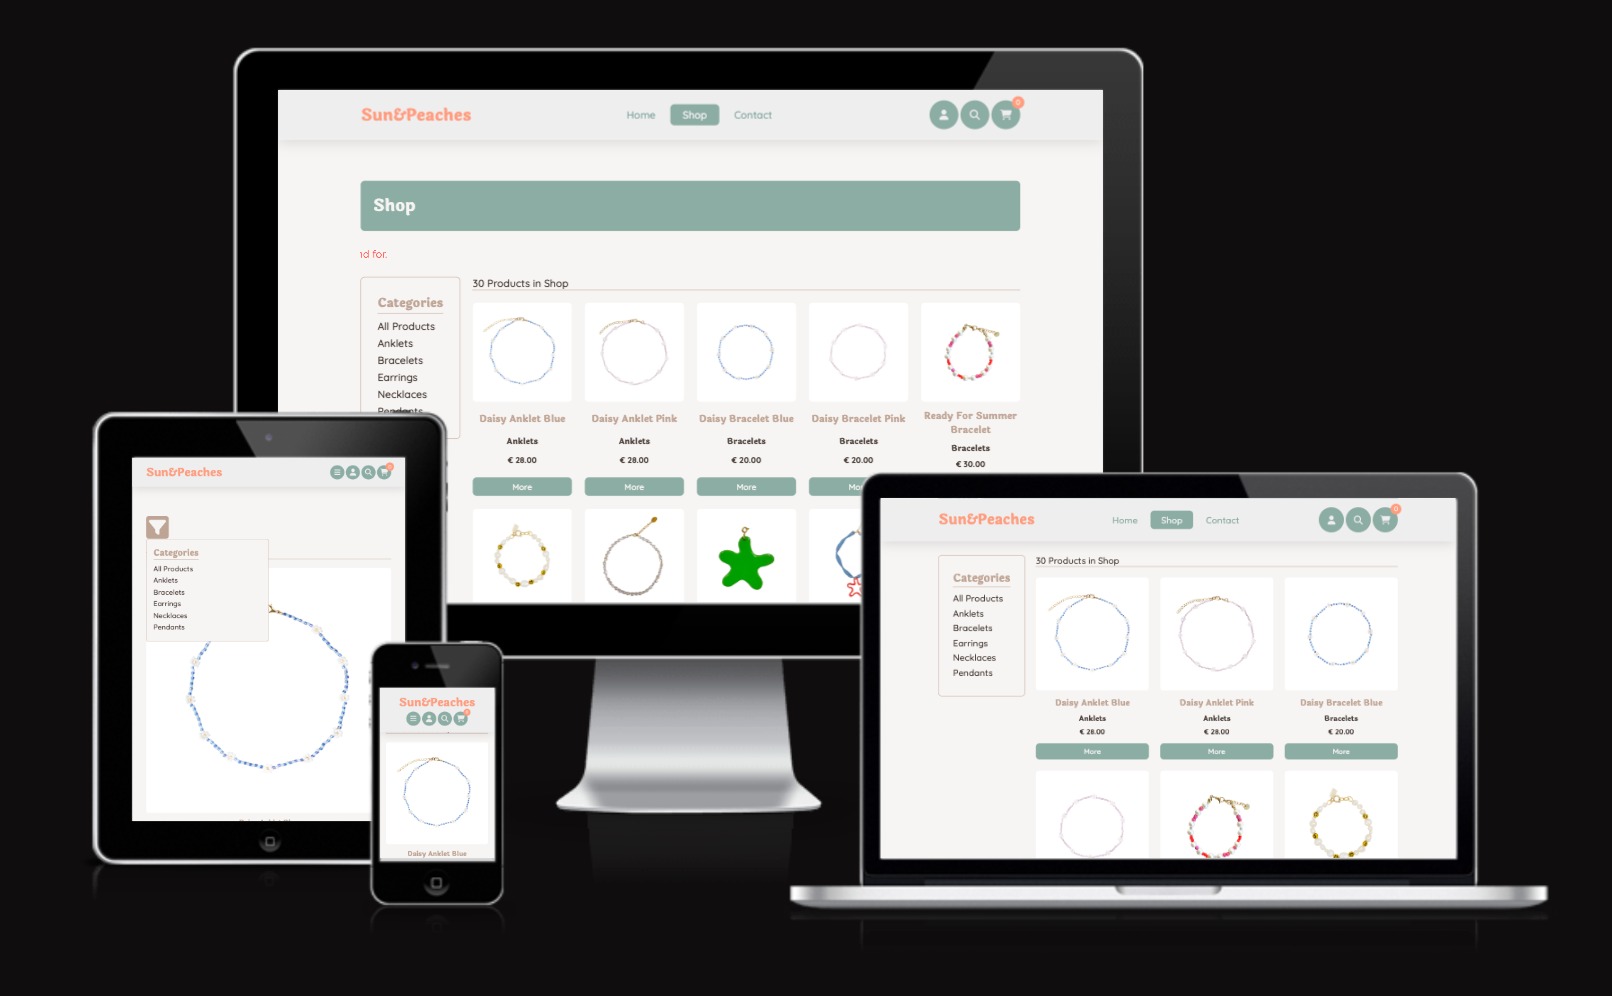 Sun&Peaches
Home Shop Contact
0
Shop
nd for.
Categories
All Products
Anklets
Bracelets
Earrings
Necklaces
Pendants
30 Products in Shop
Daisy Anklet Blue
Anklets
€ 28.00
More
Daisy Anklet Pink
Anklets
€ 28.00
More
Daisy Bracelet Blue
Bracelets
€ 20.00
More
Daisy Bracelet Pink
Bracelets
€ 20.00
Ready For Summer
Bracelet
Bracelets
€ 30.00
Sun&Peaches
0
Categories
All Products
Anklets
Bracelets
Earrings
Necklaces
Pendants
Sun&Peaches
Daisy Anklet Blue
Sun&Peaches
Home Shop Contact
0
Categories
All Products
Anklets
Bracelets
Earrings
Necklaces
Pendants
30 Products in Shop
Daisy Anklet Blue
Anklets
€ 28.00
More
Daisy Anklet Pink
Anklets
€ 28.00
More
Daisy Bracelet Blue
Bracelets
€ 20.00
More